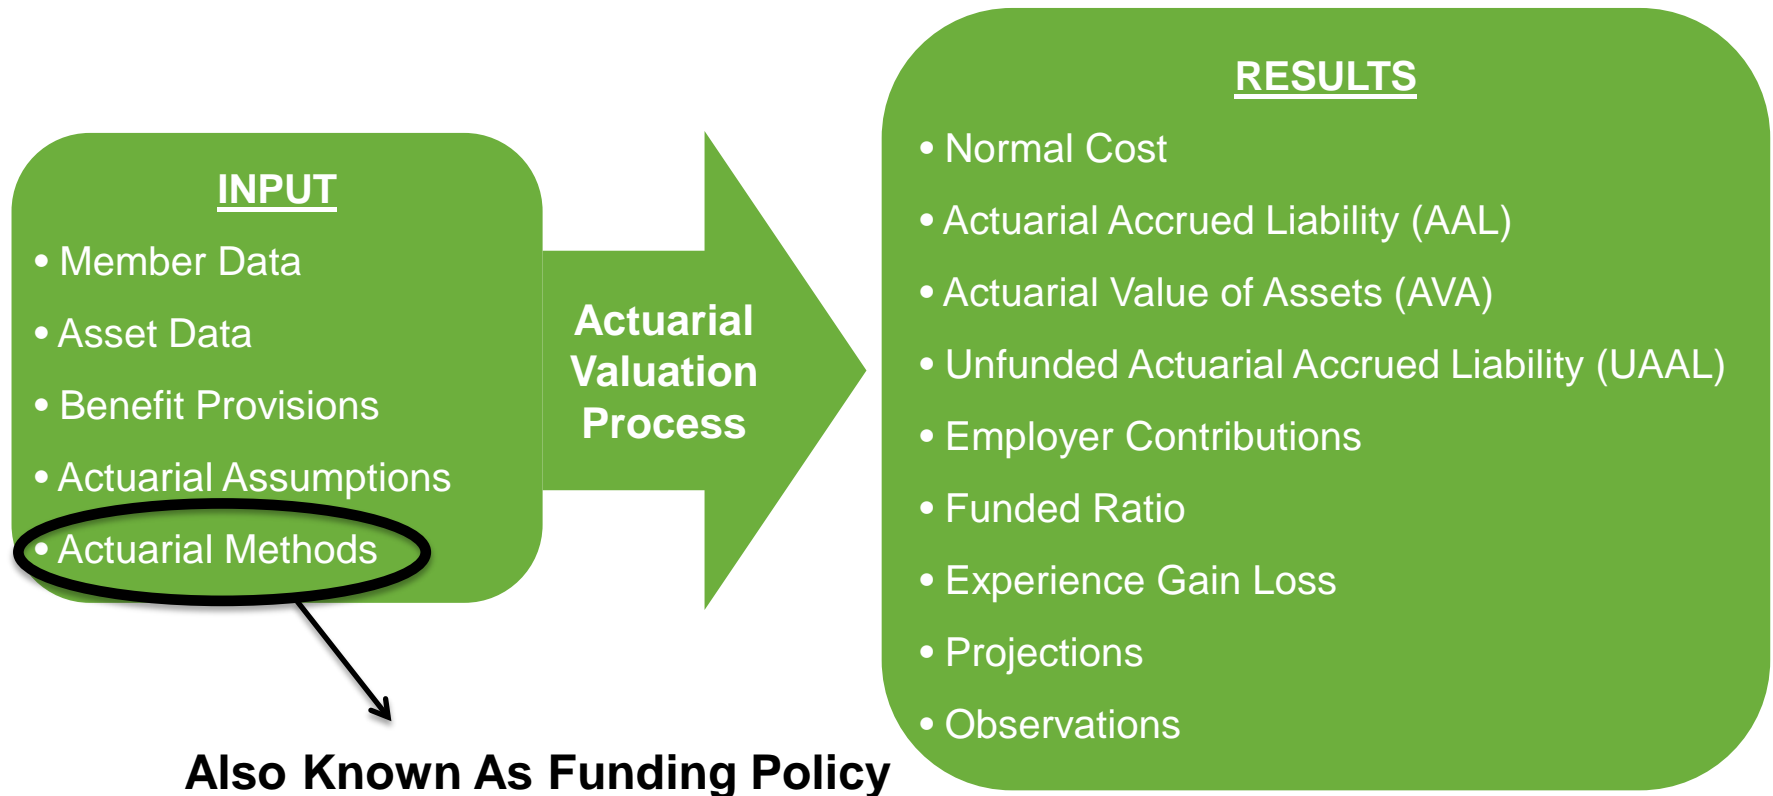 INPUT
• Member Data
• Asset Data
• Benefit Provisions
• Actuarial Assumptions
• Actuarial Methods
Actuarial
Valuation
Process
RESULTS
• Normal Cost
• Actuarial Accrued Liability (AAL)
• Actuarial Value of Assets (AVA)
• Unfunded Actuarial Accrued Liability (UAAL)
• Employer Contributions
• Funded Ratio
• Experience Gain Loss
• Projections
• Observations
Also Known As Funding Policy